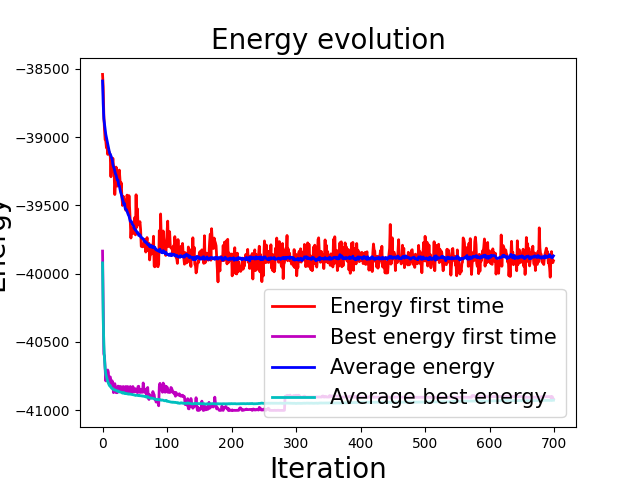 Energy evolution
Energy
−38500
−39000
−39500
−40000
−40500
−41000
0 100 200 300 400 500 600 700
Iteration
Energy first time
Best energy first time
Average energy
Average best energy